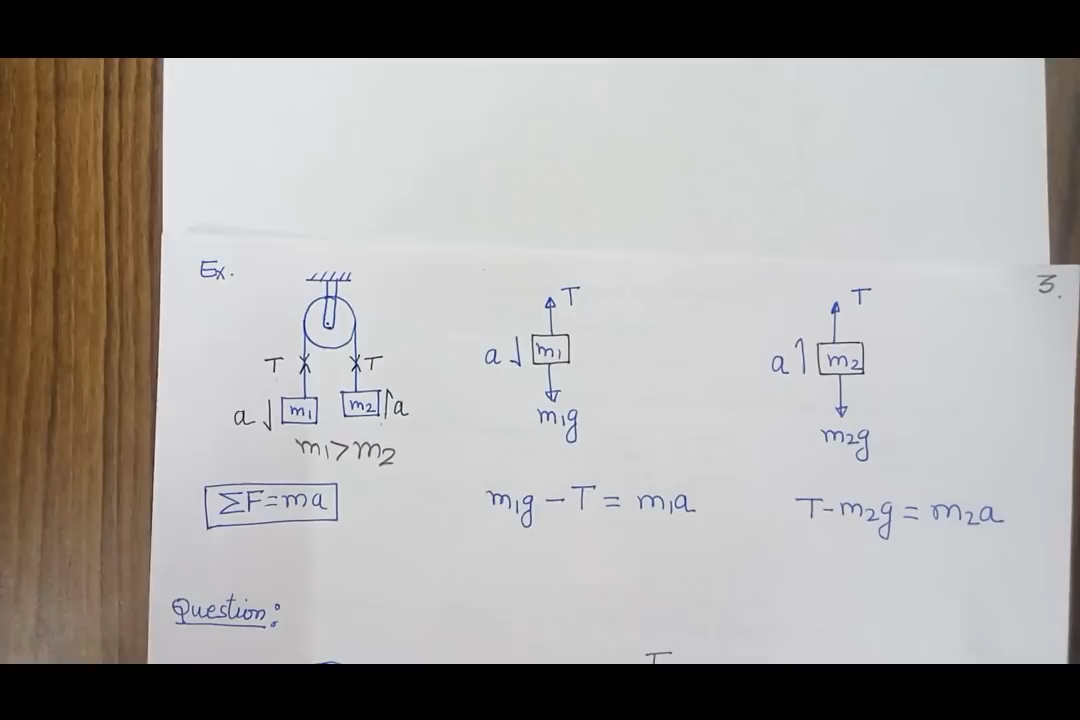 Ex.
3.
T T
a m1 m2 a
m1 > m2
T
a m1
m1g
T
a m2
m2g
ΣF = ma
m1g - T = m1a
T - m2g = m2a
Question:
T